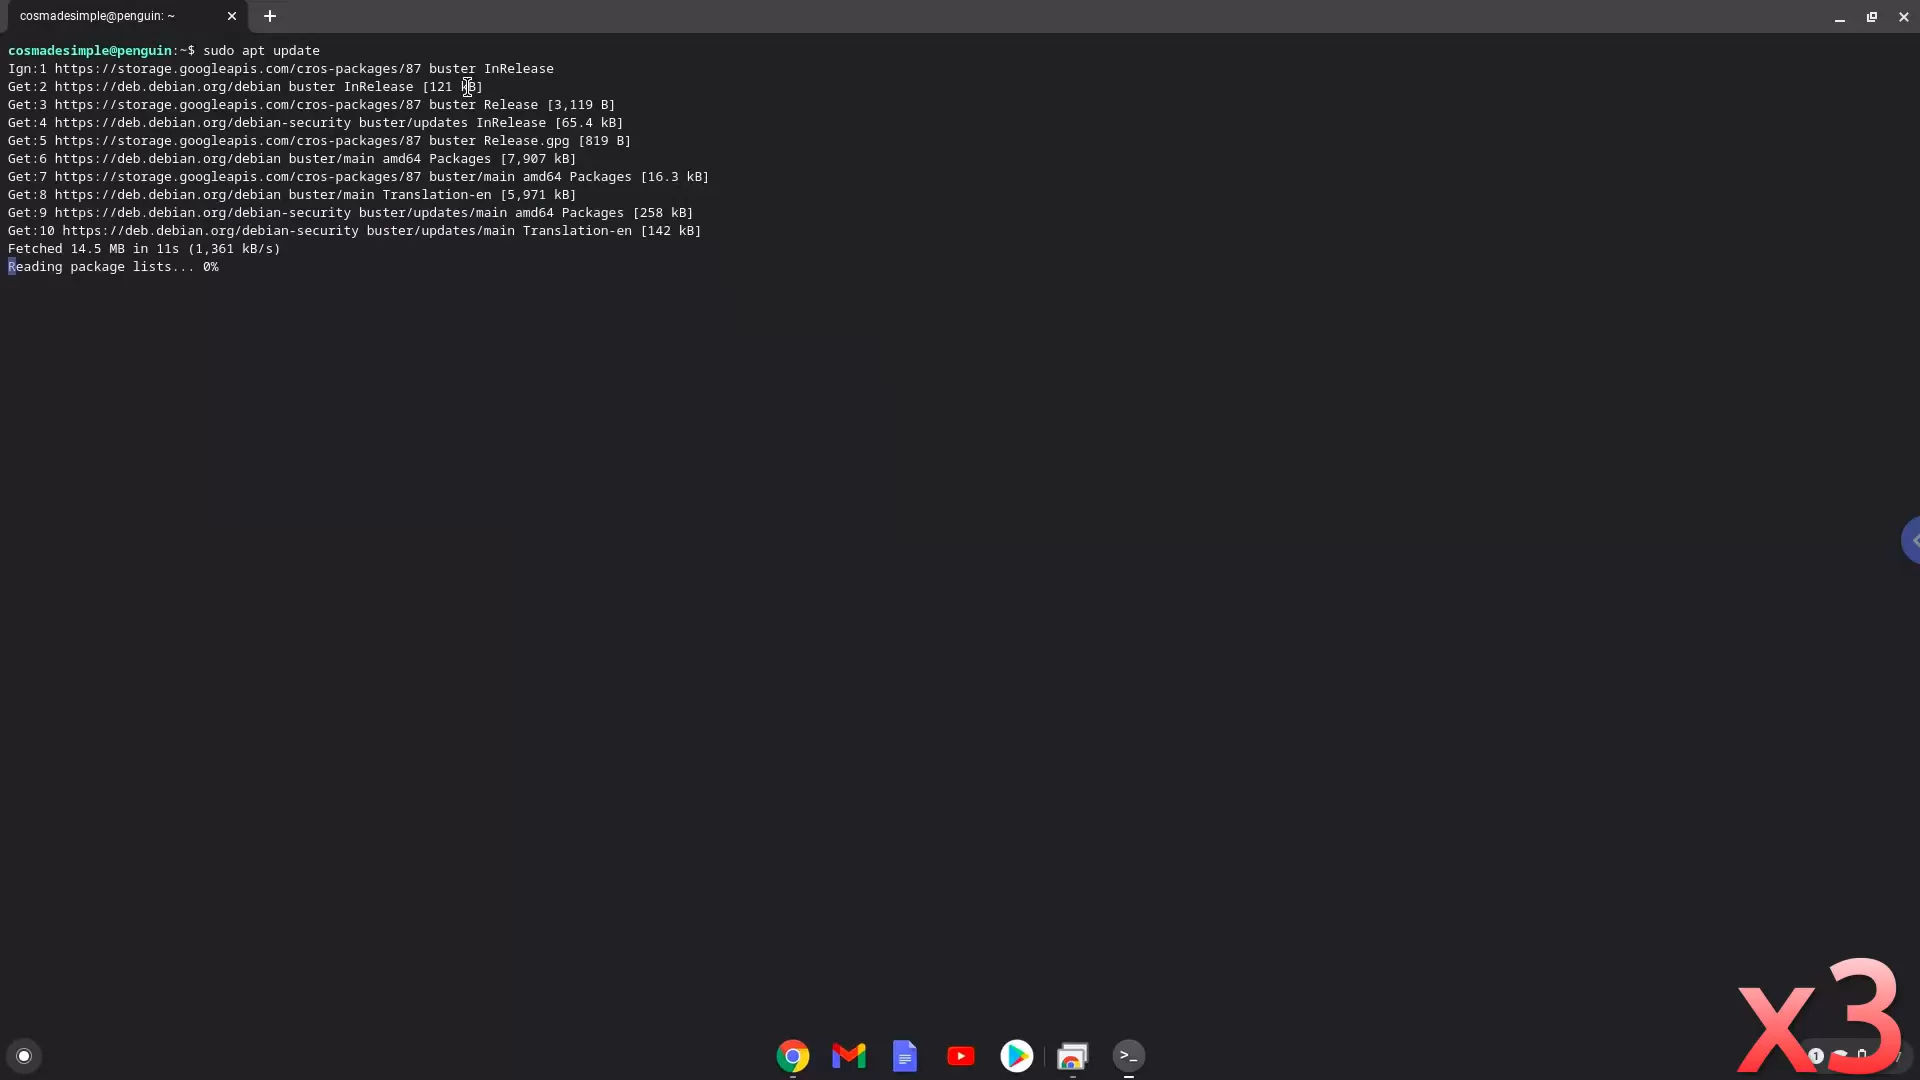 cosmadesimple@penguin: ~
cosmadesimple@penguin:~$ sudo apt update
Ign:1 https://storage.googleapis.com/cros-packages/87 buster InRelease
Get:2 https://deb.debian.org/debian buster InRelease [121 kB]
Get:3 https://storage.googleapis.com/cros-packages/87 buster Release [3,119 B]
Get:4 https://deb.debian.org/debian-security buster/updates InRelease [65.4 kB]
Get:5 https://storage.googleapis.com/cros-packages/87 buster Release.gpg [819 B]
Get:6 https://deb.debian.org/debian buster/main amd64 Packages [7,907 kB]
Get:7 https://storage.googleapis.com/cros-packages/87 buster/main amd64 Packages [16.3 kB]
Get:8 https://deb.debian.org/debian buster/main Translation-en [5,971 kB]
Get:9 https://deb.debian.org/debian-security buster/updates/main amd64 Packages [258 kB]
Get:10 https://deb.debian.org/debian-security buster/updates/main Translation-en [142 kB]
Fetched 14.5 MB in 11s (1,361 kB/s)
Reading package lists... 0%
x3
1